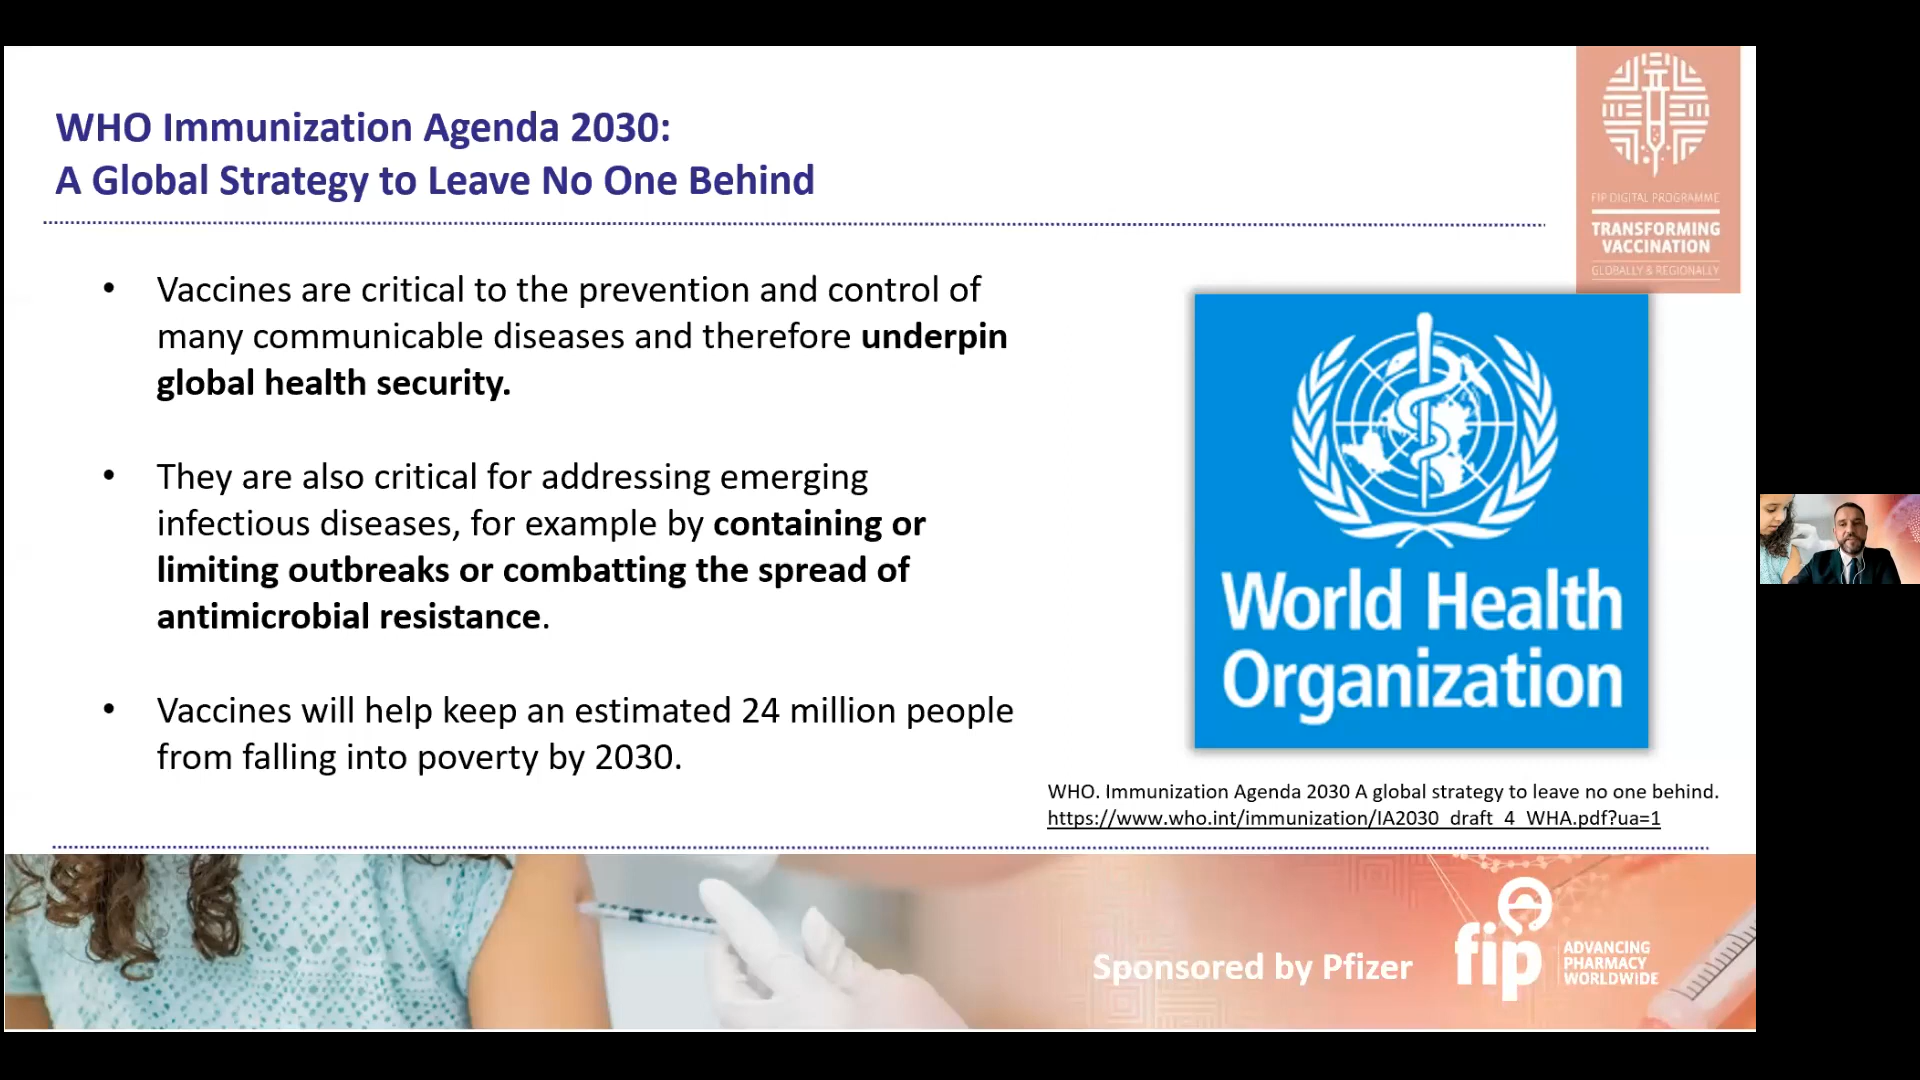 WHO Immunization Agenda 2030:
A Global Strategy to Leave No One Behind
FIP DIGITAL PROGRAMME
TRANSFORMING
VACCINATION
GLOBALLY & REGIONALLY
• Vaccines are critical to the prevention and control of
many communicable diseases and therefore underpin
global health security.
• They are also critical for addressing emerging
infectious diseases, for example by containing or
limiting outbreaks or combatting the spread of
antimicrobial resistance.
• Vaccines will help keep an estimated 24 million people
from falling into poverty by 2030.
World Health
Organization
WHO. Immunization Agenda 2030 A global strategy to leave no one behind.
https://www.who.int/immunization/IA2030_draft_4_WHA.pdf?ua=1
Sponsored by Pfizer
fip
ADVANCING
PHARMACY
WORLDWIDE